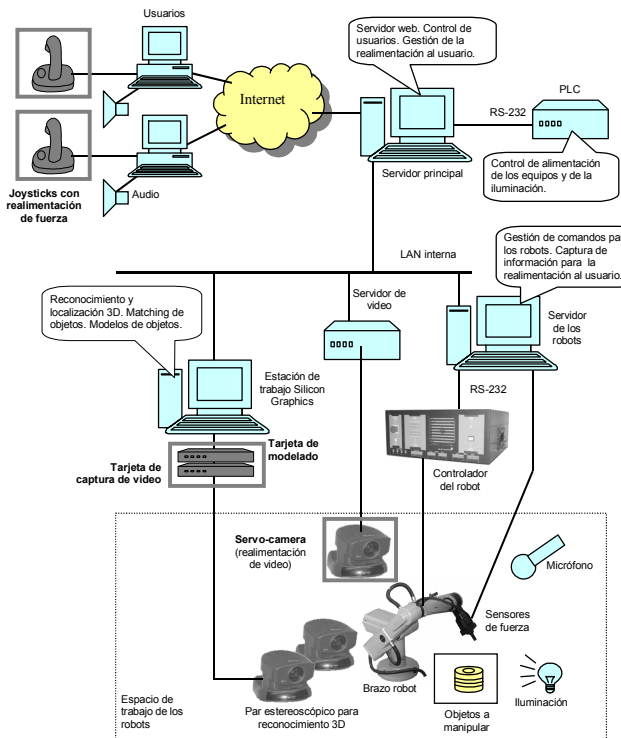 Usuarios
Internet
Servidor web. Control de
usuarios. Gestión de la
realimentación al usuario.
RS-232
PLC
Servidor principal
Control de alimentación
de los equipos y de la
iluminación.
Joysticks con
realimentación
de fuerza
Audio
LAN interna
Gestión de comandos pa
los robots. Captura de
información para la
realimentación al usuario.
Reconocimiento y
localización 3D. Matching de
objetos. Modelos de objetos.
Servidor de
video
Servidor
de los
robots
Estación de
trabajo Silicon
Graphics
RS-232
Tarjeta de
modelado
Tarjeta de
captura de video
Controlador
del robot
Servo-camera
(realimentación
de video)
Micrófono
Sensores
de fuerza
Brazo robot
Espacio de
trabajo de los
robots
Par estereoscópico para
reconocimiento 3D
Objetos a
manipular
Iluminación